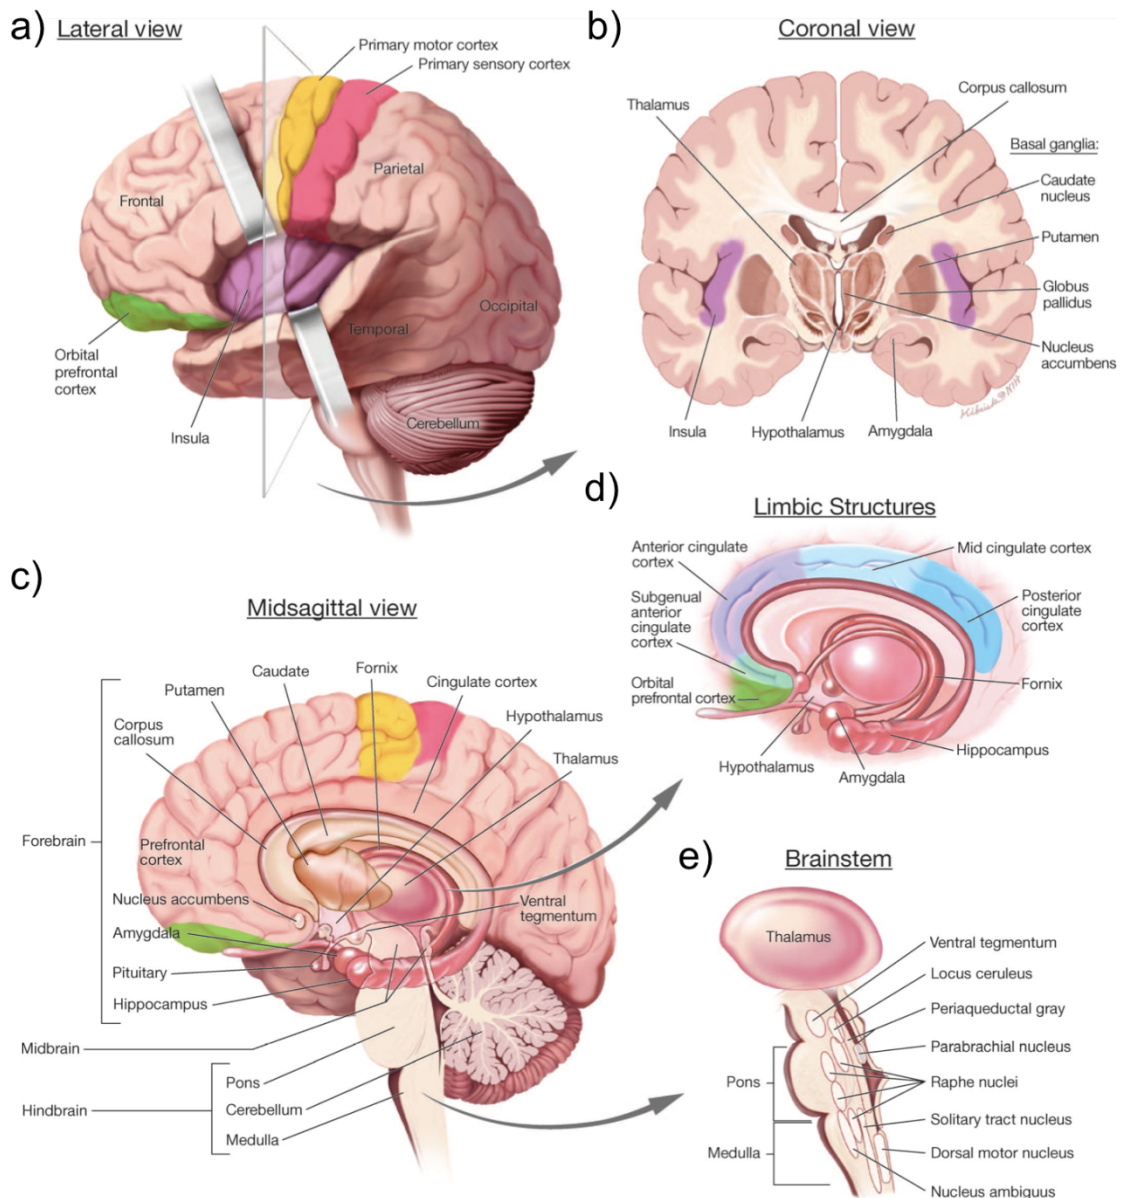 a) Lateral view
Primary motor cortex
Primary sensory cortex
Frontal
Parietal
Occipital
Temporal
Orbital
prefrontal
cortex
Insula
Cerebellum
b) Coronal view
Thalamus
Corpus callosum
Basal ganglia:
Caudate
nucleus
Putamen
Globus
pallidus
Nucleus
accumbens
Insula
Hypothalamus
Amygdala
c) Midsagittal view
Forebrain
Putamen
Caudate
Fornix
Cingulate cortex
Hypothalamus
Thalamus
Corpus
callosum
Prefrontal
cortex
Nucleus accumbens
Amygdala
Pituitary
Hippocampus
Ventral
tegmentum
Midbrain
Hindbrain
Pons
Cerebellum
Medulla
d) Limbic Structures
Anterior cingulate
cortex
Mid cingulate cortex
Subgenual
anterior
cingulate
cortex
Posterior
cingulate
cortex
Orbital
prefrontal cortex
Fornix
Hypothalamus
Amygdala
Hippocampus
e) Brainstem
Thalamus
Ventral tegmentum
Locus ceruleus
Periaqueductal gray
Parabrachial nucleus
Pons
Raphe nuclei
Solitary tract nucleus
Medulla
Dorsal motor nucleus
Nucleus ambiguus